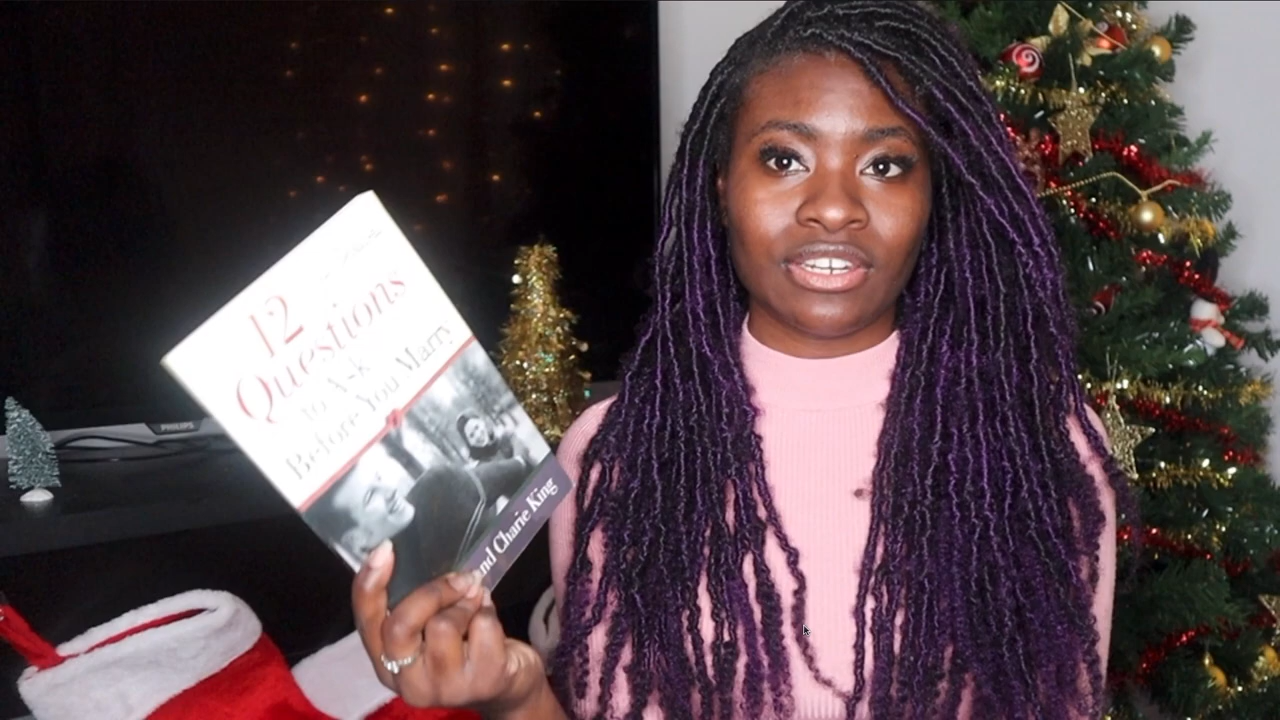 12
Questions
to Ask
Before You Marry
and Charie King
PHILIPS